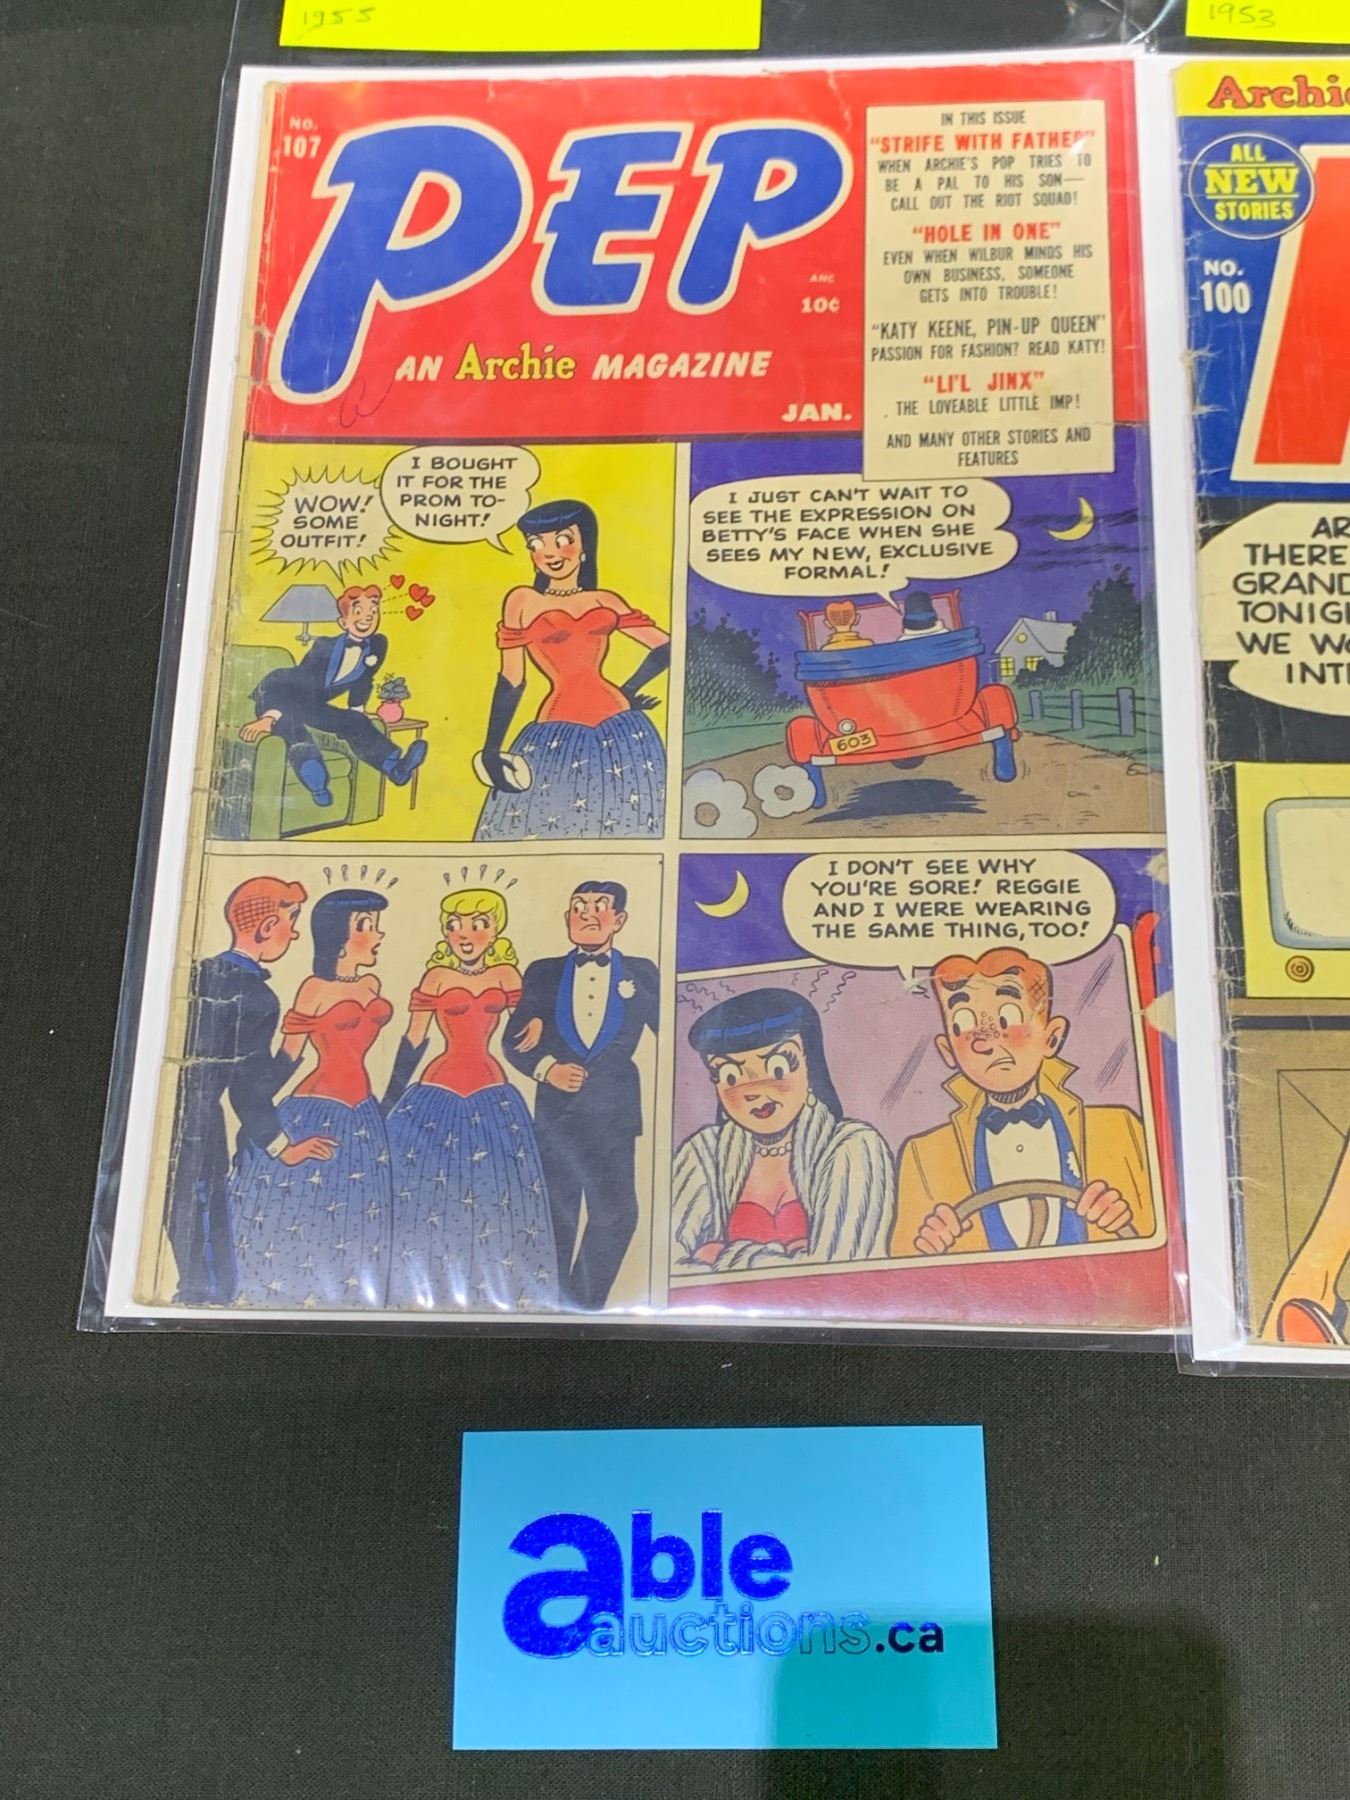 1955
1953
No.
107
PEP
ARC
10¢
AN Archie MAGAZINE
JAN.
IN THIS ISSUE
"STRIFE WITH FATHER"
WHEN ARCHIE'S POP TRIES TO
BE A PAL TO HIS SON—
CALL OUT THE RIOT SQUAD!
"HOLE IN ONE"
EVEN WHEN WILBUR MINDS HIS
OWN BUSINESS, SOMEONE
GETS INTO TROUBLE!
"KATY KEENE, PIN-UP QUEEN"
PASSION FOR FASHION? READ KATY!
"LI'L JINX"
THE LOVEABLE LITTLE IMP!
AND MANY OTHER STORIES AND
FEATURES
WOW!
SOME
OUTFIT!
I BOUGHT
IT FOR THE
PROM TO-
NIGHT!
I JUST CAN'T WAIT TO
SEE THE EXPRESSION ON
BETTY'S FACE WHEN SHE
SEES MY NEW, EXCLUSIVE
FORMAL!
603
I DON'T SEE WHY
YOU'RE SORE! REGGIE
AND I WERE WEARING
THE SAME THING, TOO!
ALL
NEW
STORIES
NO.
100
THERE
able
auctions.ca